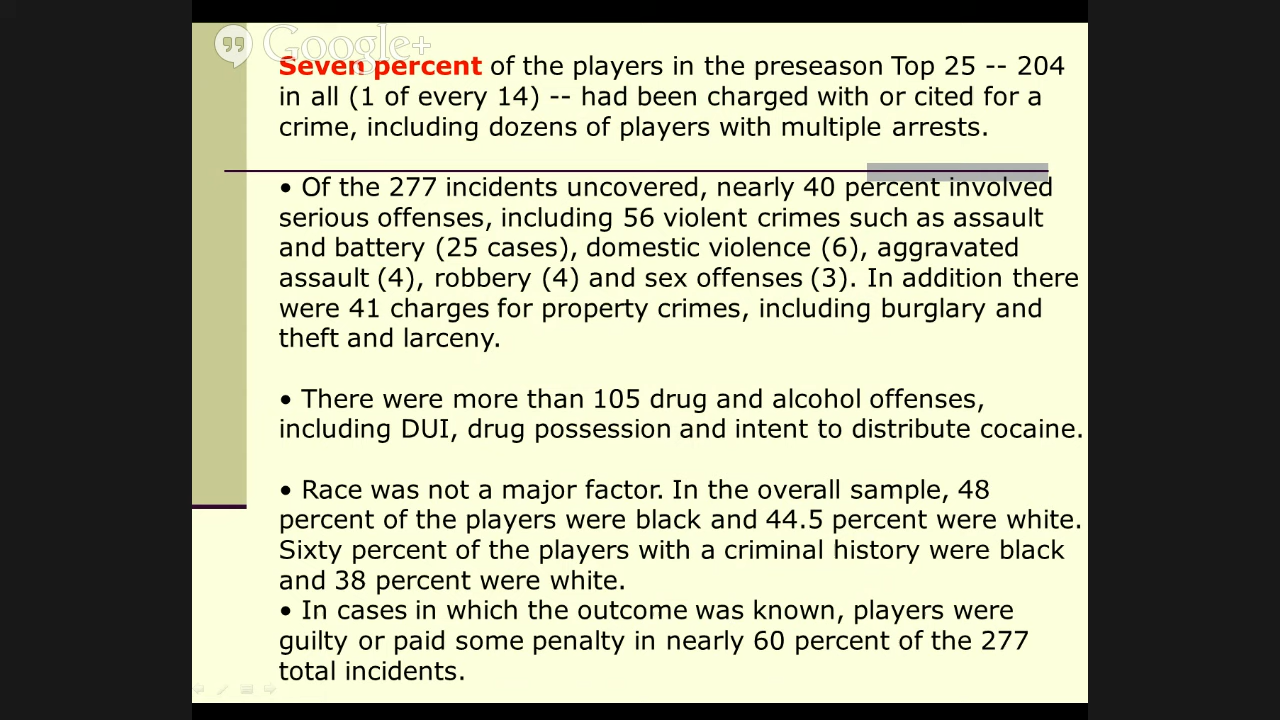 Google+
Seven percent of the players in the preseason Top 25 -- 204
in all (1 of every 14) -- had been charged with or cited for a
crime, including dozens of players with multiple arrests.
• Of the 277 incidents uncovered, nearly 40 percent involved
serious offenses, including 56 violent crimes such as assault
and battery (25 cases), domestic violence (6), aggravated
assault (4), robbery (4) and sex offenses (3). In addition there
were 41 charges for property crimes, including burglary and
theft and larceny.
• There were more than 105 drug and alcohol offenses,
including DUI, drug possession and intent to distribute cocaine.
• Race was not a major factor. In the overall sample, 48
percent of the players were black and 44.5 percent were white.
Sixty percent of the players with a criminal history were black
and 38 percent were white.
• In cases in which the outcome was known, players were
guilty or paid some penalty in nearly 60 percent of the 277
total incidents.